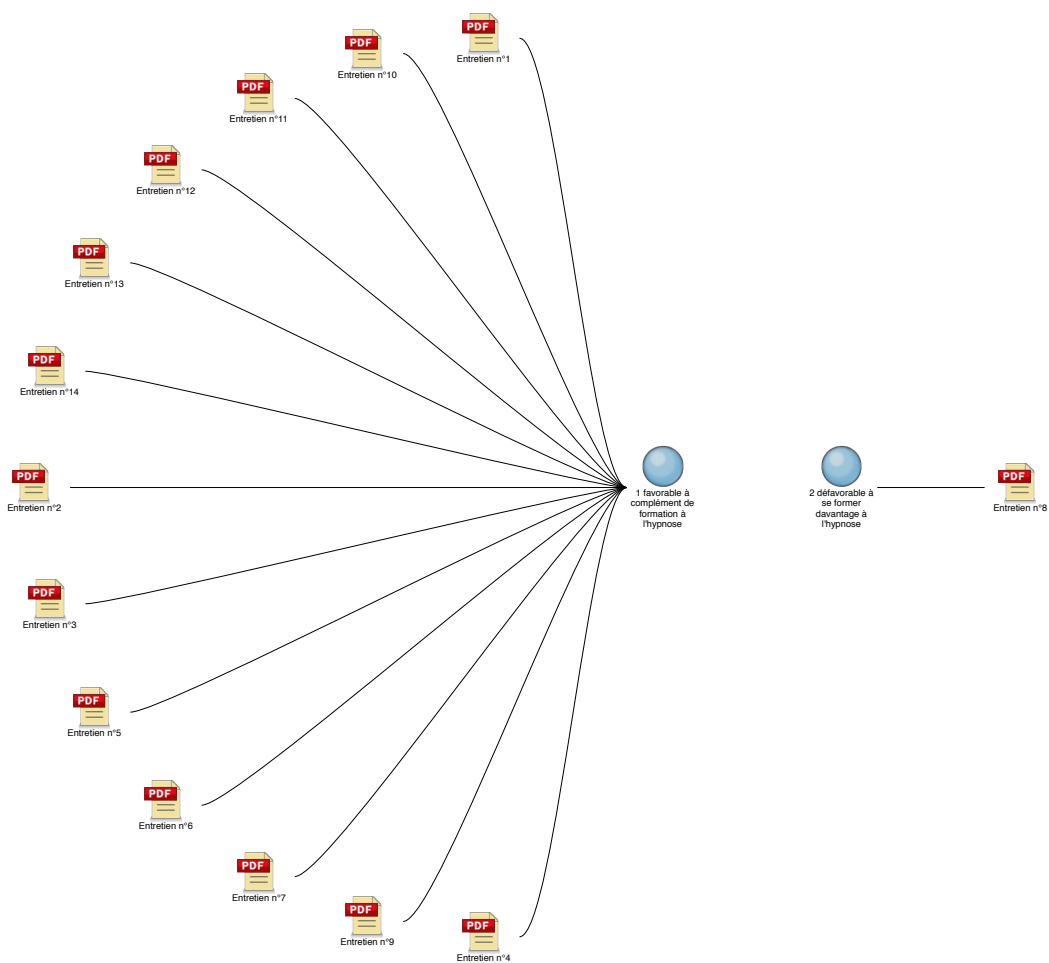 PDF
Entretien n°1
PDF
Entretien n°10
PDF
Entretien n°11
PDF
Entretien n°12
PDF
Entretien n°13
PDF
Entretien n°14
PDF
Entretien n°2
PDF
Entretien n°3
PDF
Entretien n°5
PDF
Entretien n°6
PDF
Entretien n°7
PDF
Entretien n°9
PDF
Entretien n°4
1 favorable à
complément de
formation à
l'hypnose
2 défavorable à
se former
davantage à
l'hypnose
PDF
Entretien n°8